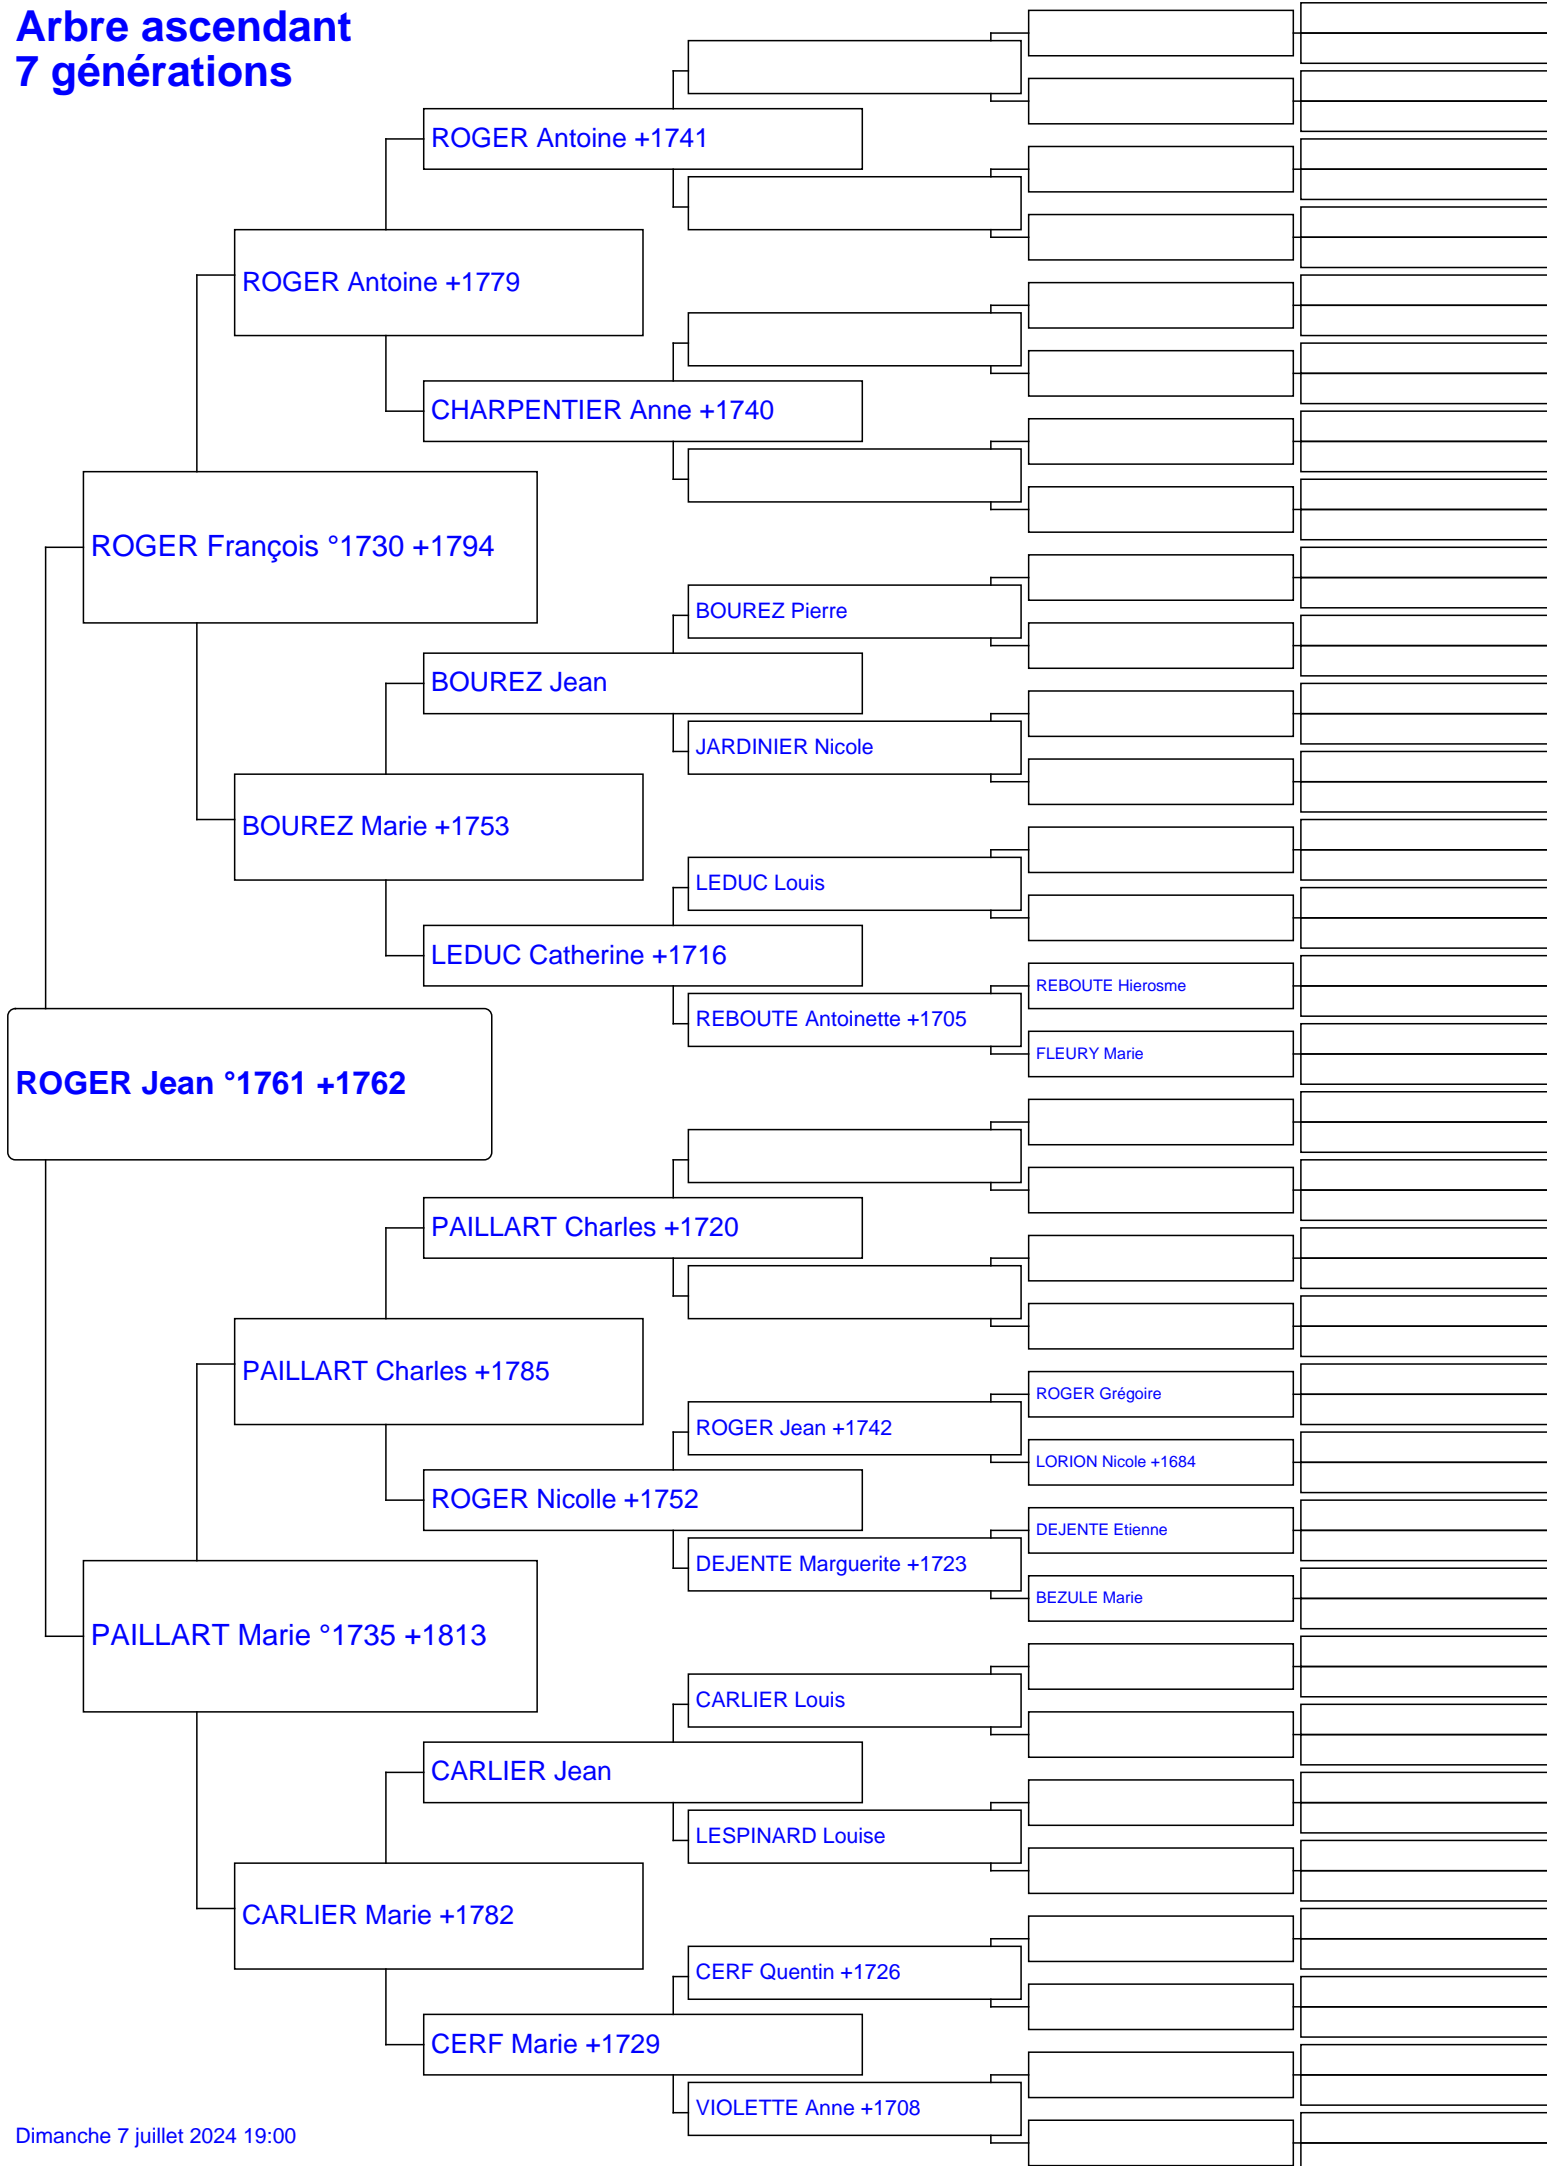 Arbre ascendant
7 générations
ROGER Antoine +1741
ROGER Antoine +1779
CHARPENTIER Anne +1740
ROGER François °1730 +1794
BOUREZ Pierre
BOUREZ Jean
JARDINIER Nicole
BOUREZ Marie +1753
LEDUC Louis
LEDUC Catherine +1716
REBOUTE Hierosme
REBOUTE Antoinette +1705
FLEURY Marie
ROGER Jean °1761 +1762
PAILLART Charles +1720
PAILLART Charles +1785
ROGER Grégoire
ROGER Jean +1742
LORION Nicole +1684
ROGER Nicolle +1752
DEJENTE Etienne
DEJENTE Marguerite +1723
BEZULE Marie
PAILLART Marie °1735 +1813
CARLIER Louis
CARLIER Jean
LESPINARD Louise
CARLIER Marie +1782
CERF Quentin +1726
CERF Marie +1729
VIOLETTE Anne +1708
Dimanche 7 juillet 2024 19:00